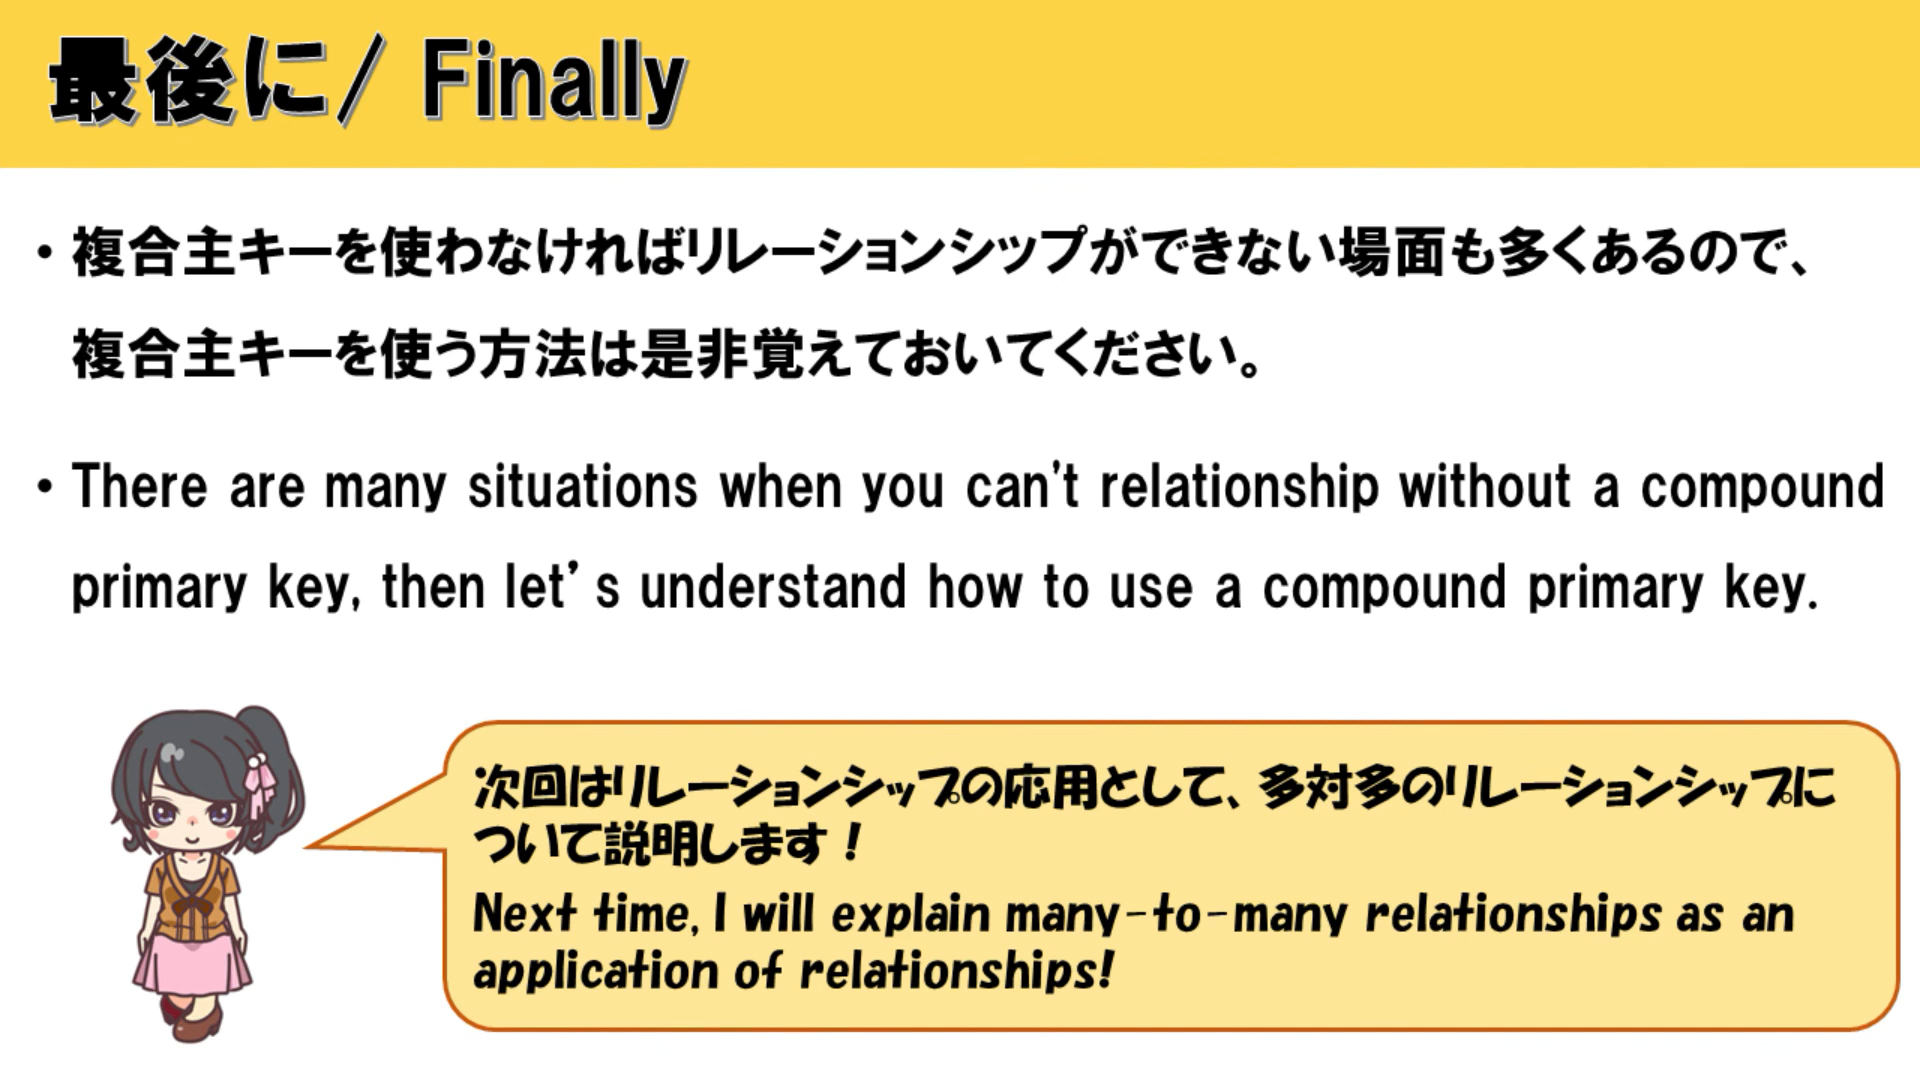 最後に/ Finally
・複合主キーを使わなければリレーションシップができない場面も多くあるので、
複合主キーを使う方法は是非覚えておいてください。
・There are many situations when you can't relationship without a compound
primary key, then let’s understand how to use a compound primary key.
次回はリレーションシップの応用として、多対多のリレーションシップに
ついて説明します！
Next time, I will explain many-to-many relationships as an
application of relationships!